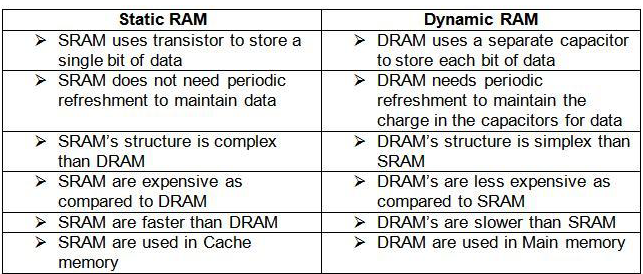 Static RAM
Dynamic RAM
➢ SRAM uses transistor to store a
single bit of data
➢ DRAM uses a separate capacitor
to store each bit of data
➢ SRAM does not need periodic
refreshment to maintain data
➢ DRAM needs periodic
refreshment to maintain the
charge in the capacitors for data
➢ SRAM's structure is complex
than DRAM
➢ DRAM's structure is simplex than
SRAM
➢ SRAM are expensive as
compared to DRAM
➢ DRAM's are less expensive as
compared to SRAM
➢ SRAM are faster than DRAM
➢ DRAM's are slower than SRAM
➢ SRAM are used in Cache
memory
➢ DRAM are used in Main memory